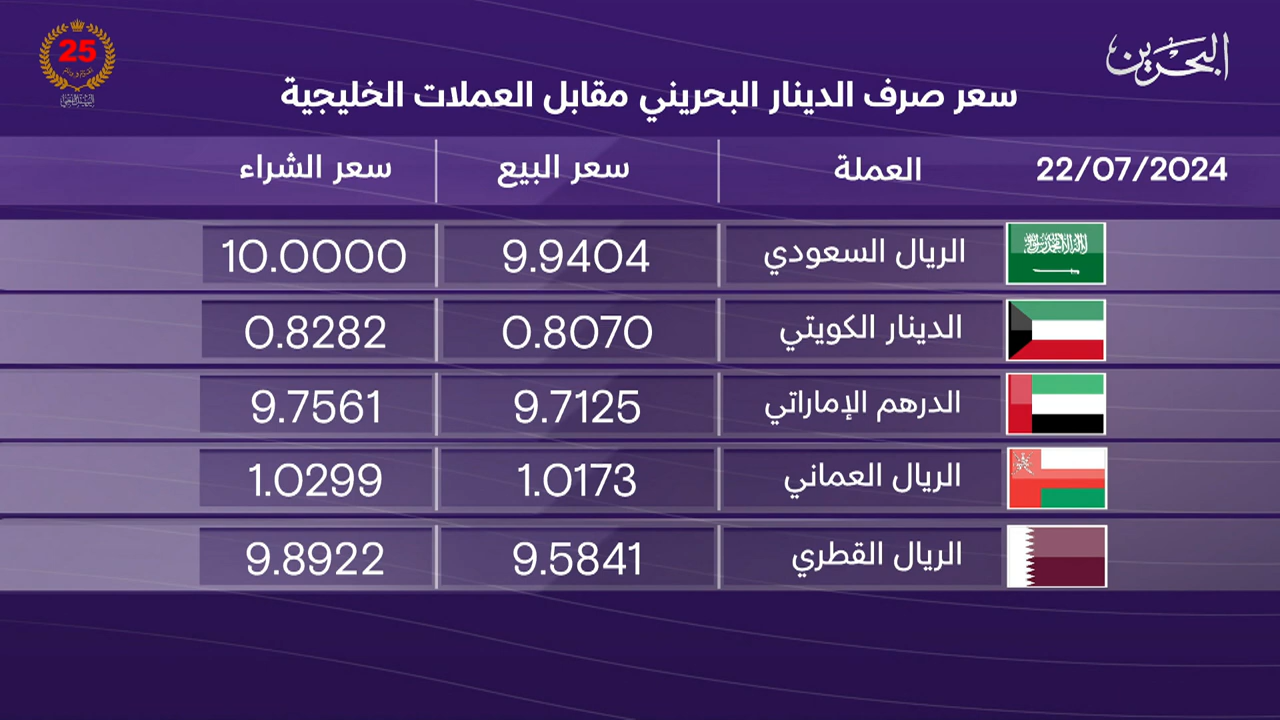 البحرين
25
سعر صرف الدينار البحريني مقابل العملات الخليجية
22/07/2024 العملة سعر البيع سعر الشراء
الريال السعودي 9.9404 10.0000
الدينار الكويتي 0.8070 0.8282
الدرهم الإماراتي 9.7125 9.7561
الريال العماني 1.0173 1.0299
الريال القطري 9.5841 9.8922